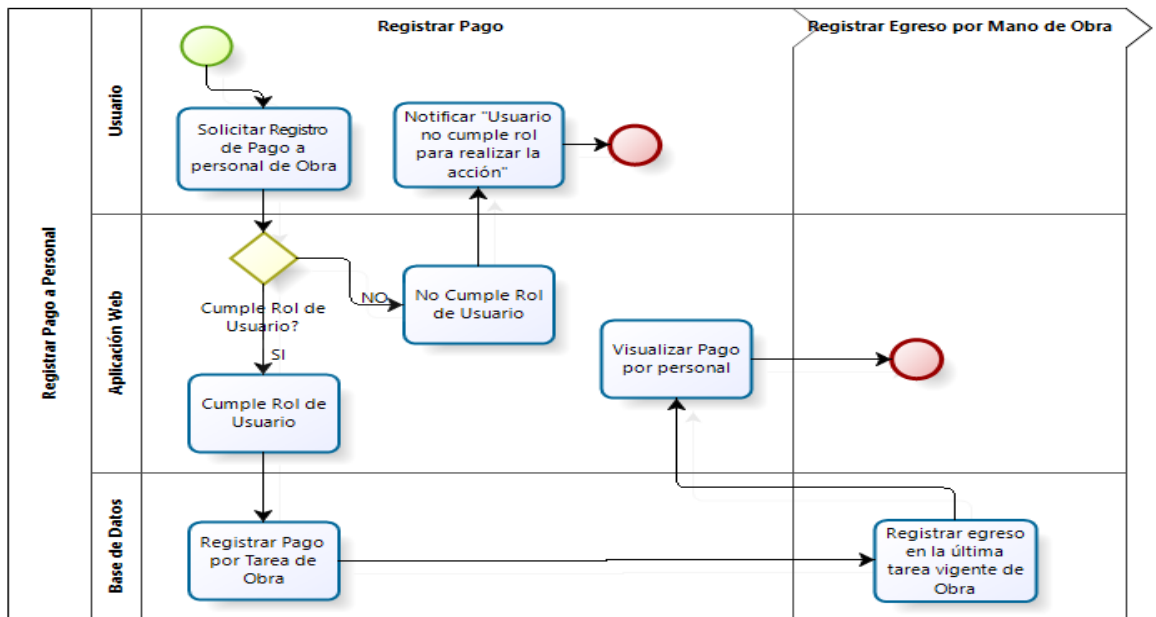 Registrar Pago
Registrar Egreso por Mano de Obra
Registrar Pago a Personal
Usuario
Solicitar Registro
de Pago a
personal de Obra
Notificar "Usuario
no cumple rol
para realizar la
acción"
Aplicación Web
Cumple Rol de
Usuario?
NO
No Cumple Rol
de Usuario
SI
Cumple Rol de
Usuario
Visualizar Pago
por personal
Base de Datos
Registrar Pago
por Tarea de
Obra
Registrar egreso
en la última
tarea vigente de
Obra